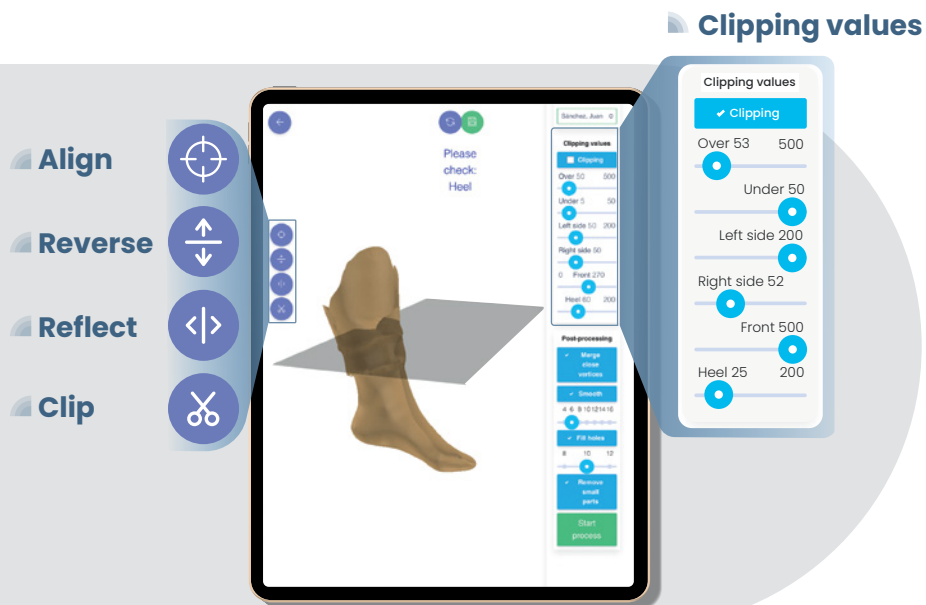 Clipping values
Align
Reverse
Reflect
Clip
Please
check:
Heel
Sánchez, Juan 0
Clipping values
Clipping
Over 50 500
Under 5 50
Left side 50 200
Right side 50
0 Front 270
Heel 60 200
Post-processing
Merge
close
vertices
Smooth
4 6 8 10 12 14 16
Fill holes
8 10 12
Remove
small
parts
Start
process
Clipping values
Clipping
Over 53 500
Under 50
Left side 200
Right side 52
Front 500
Heel 25 200